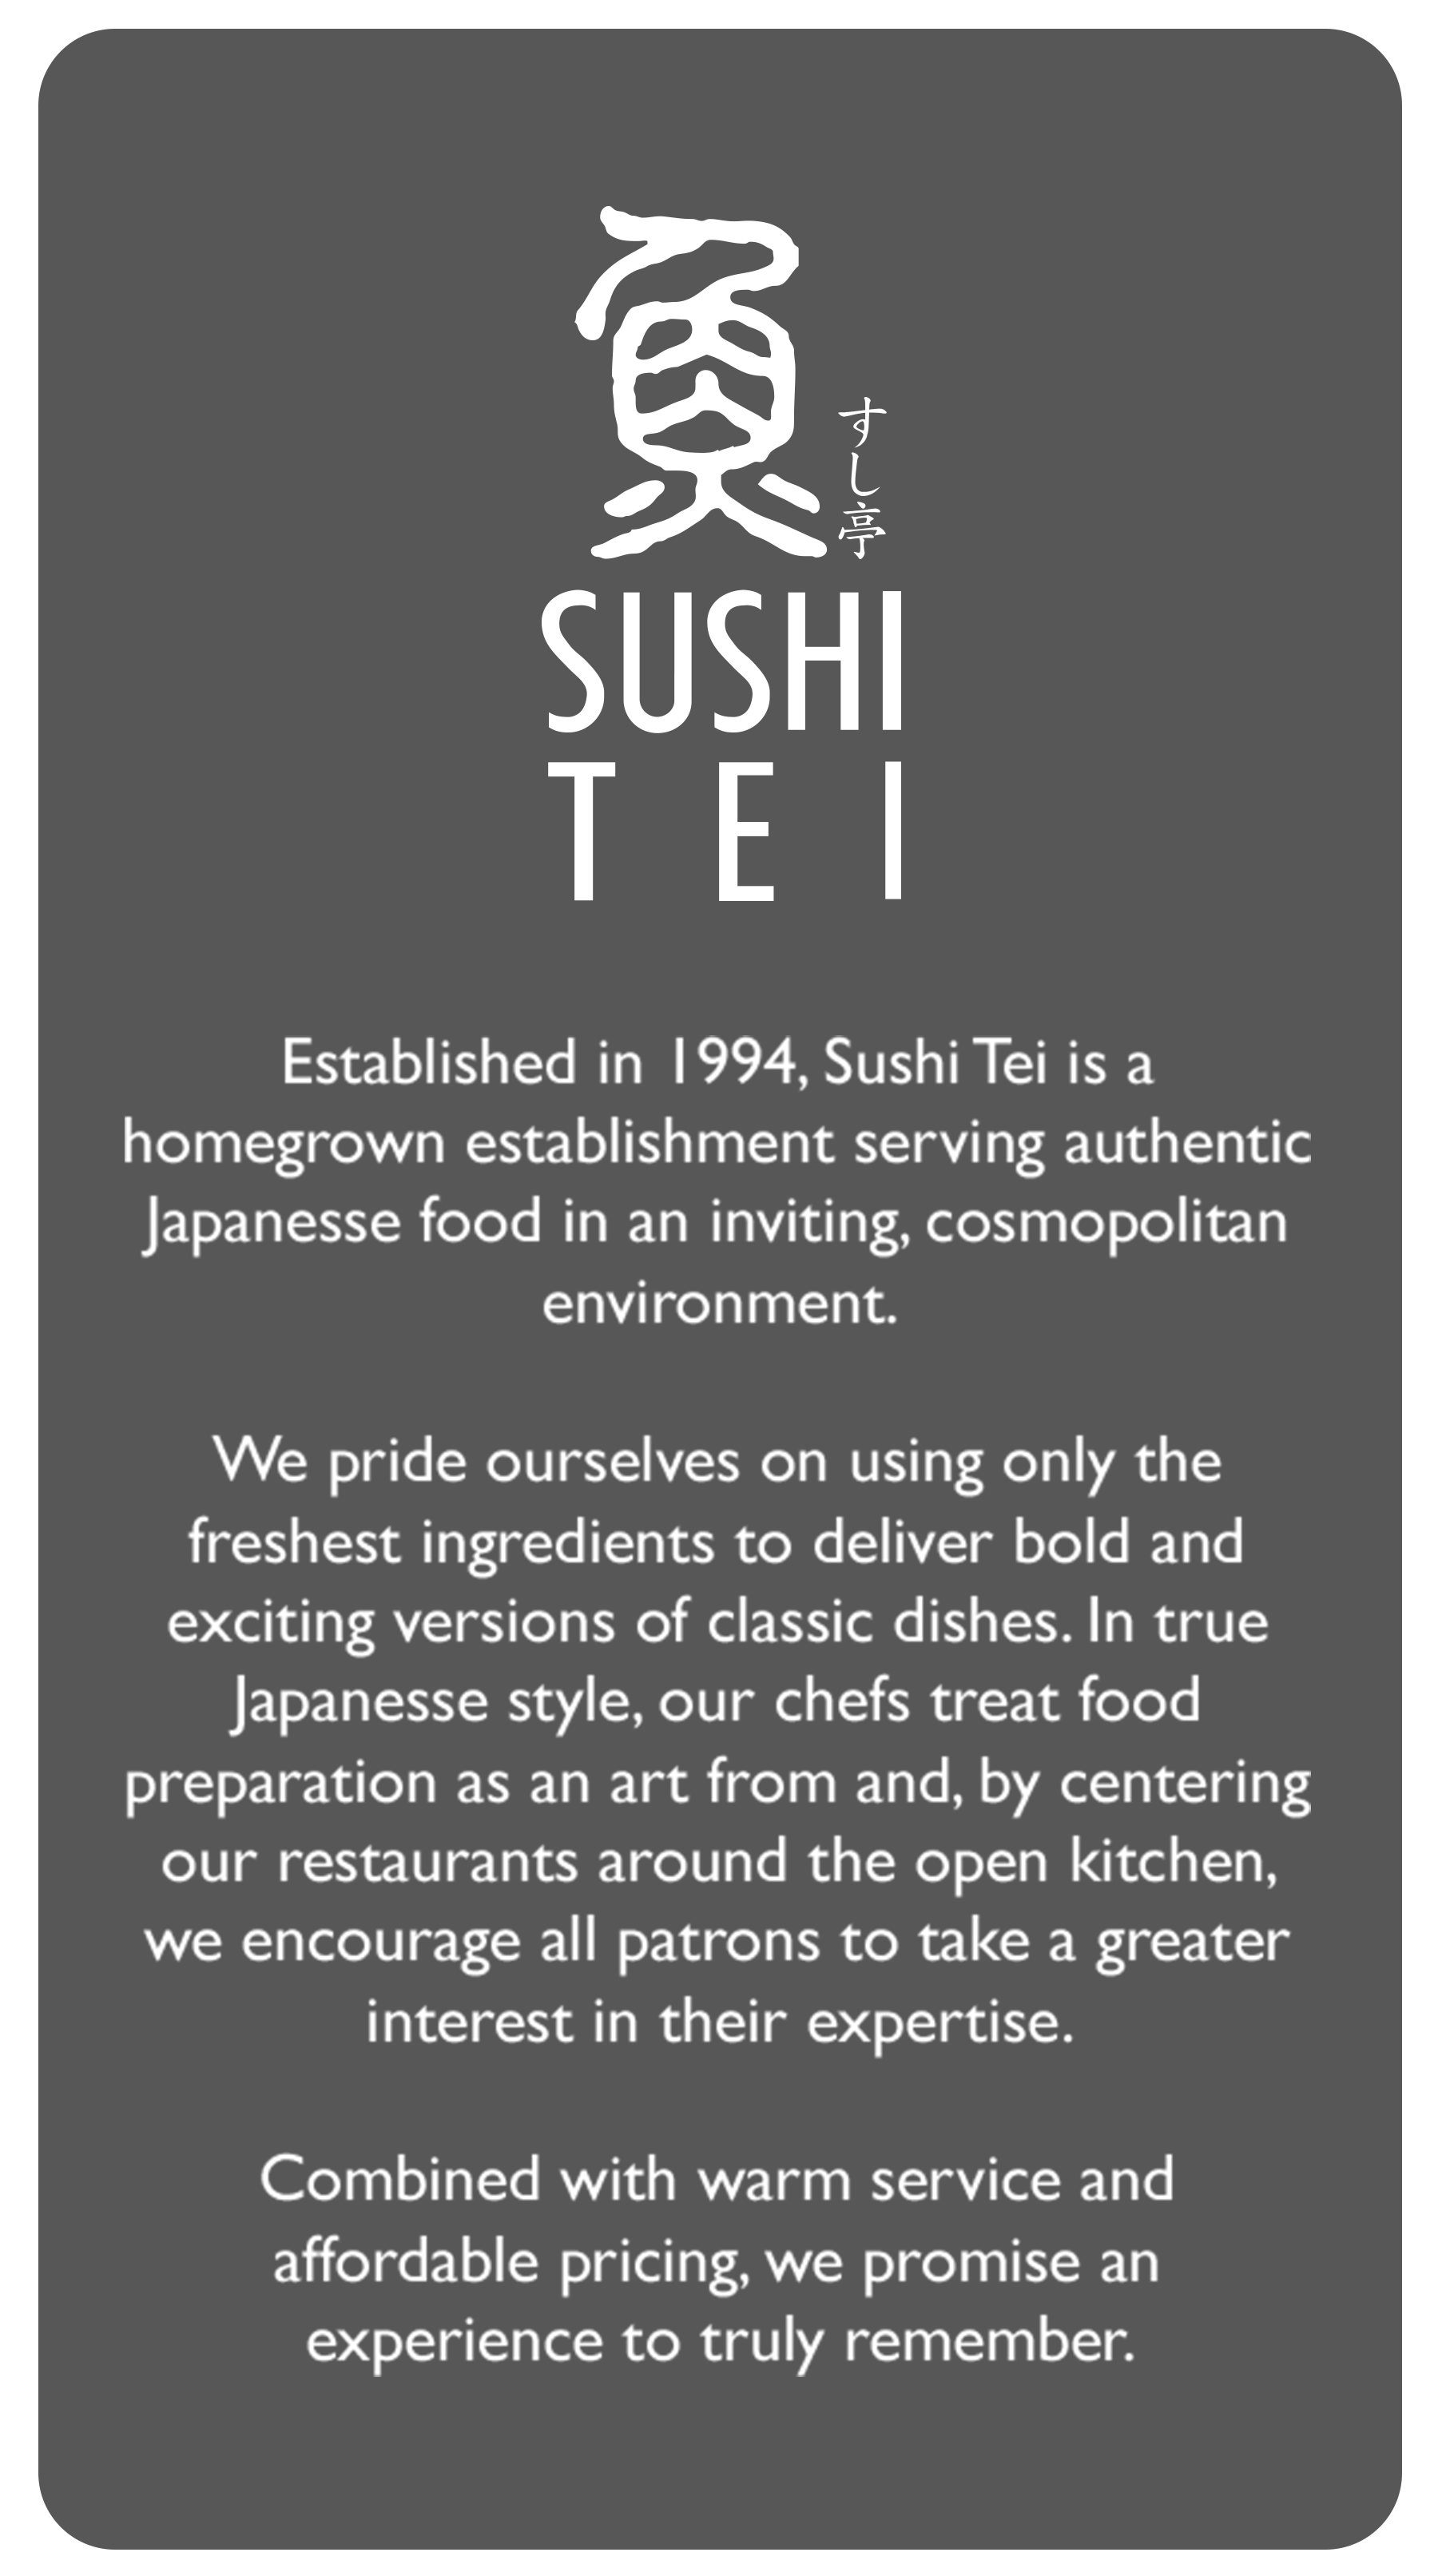 魚
すし亭
SUSHI
TEI
Established in 1994, Sushi Tei is a
homegrown establishment serving authentic
Japanesse food in an inviting, cosmopolitan
environment.
We pride ourselves on using only the
freshest ingredients to deliver bold and
exciting versions of classic dishes. In true
Japanesse style, our chefs treat food
preparation as an art from and, by centering
our restaurants around the open kitchen,
we encourage all patrons to take a greater
interest in their expertise.
Combined with warm service and
affordable pricing, we promise an
experience to truly remember.